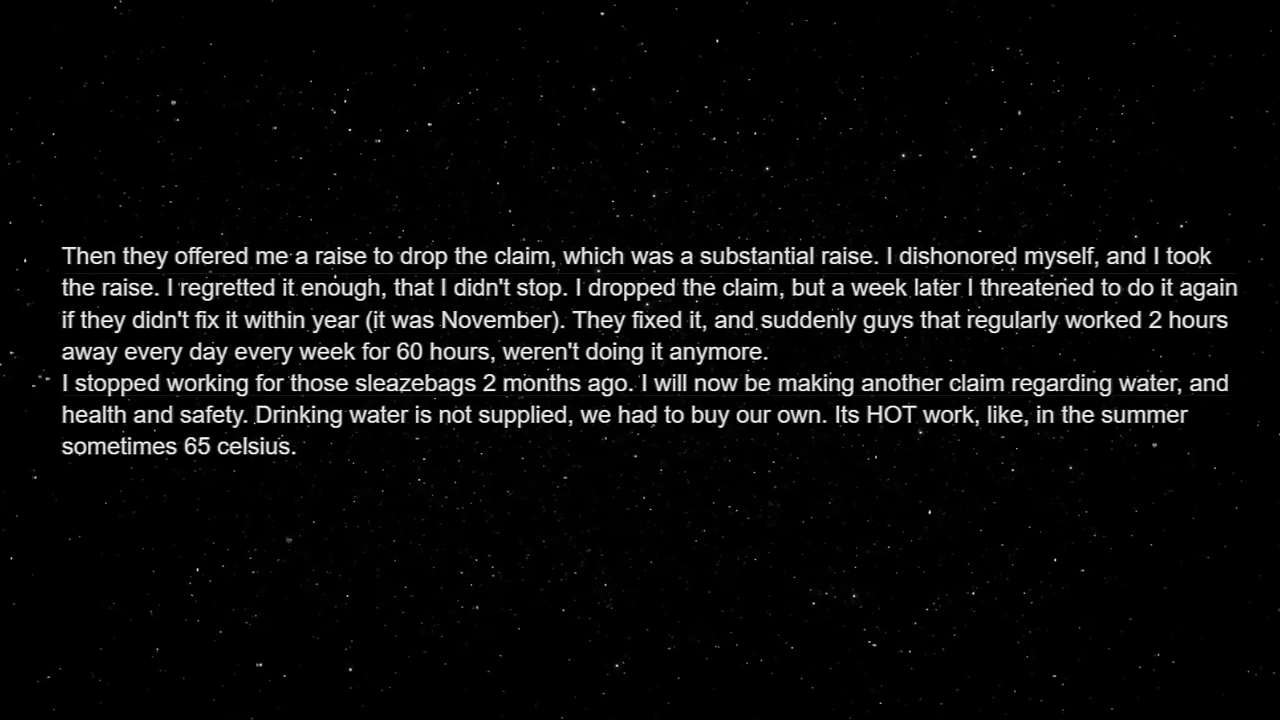 Then they offered me a raise to drop the claim, which was a substantial raise. I dishonored myself, and I took
the raise. I regretted it enough, that I didn't stop. I dropped the claim, but a week later I threatened to do it again
if they didn't fix it within year (it was November). They fixed it, and suddenly guys that regularly worked 2 hours
away every day every week for 60 hours, weren't doing it anymore.
I stopped working for those sleazebags 2 months ago. I will now be making another claim regarding water, and
health and safety. Drinking water is not supplied, we had to buy our own. Its HOT work, like, in the summer
sometimes 65 celsius.